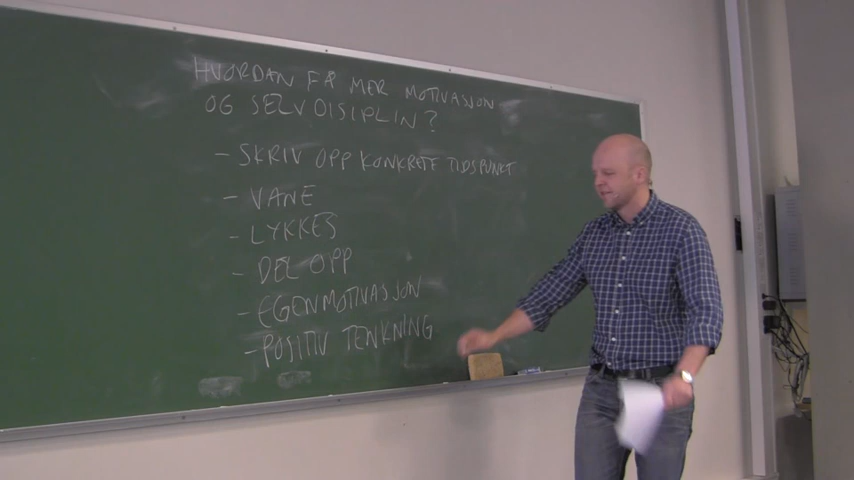 HVORDAN FÅ MER MOTIVASJON
OG SELVDISIPLIN?
- SKRIV OPP KONKRETE TIDSPUNKT
- VANE
- LYKKES
- DEL OPP
- EGENMOTIVASJON
- POSITIV TENKNING